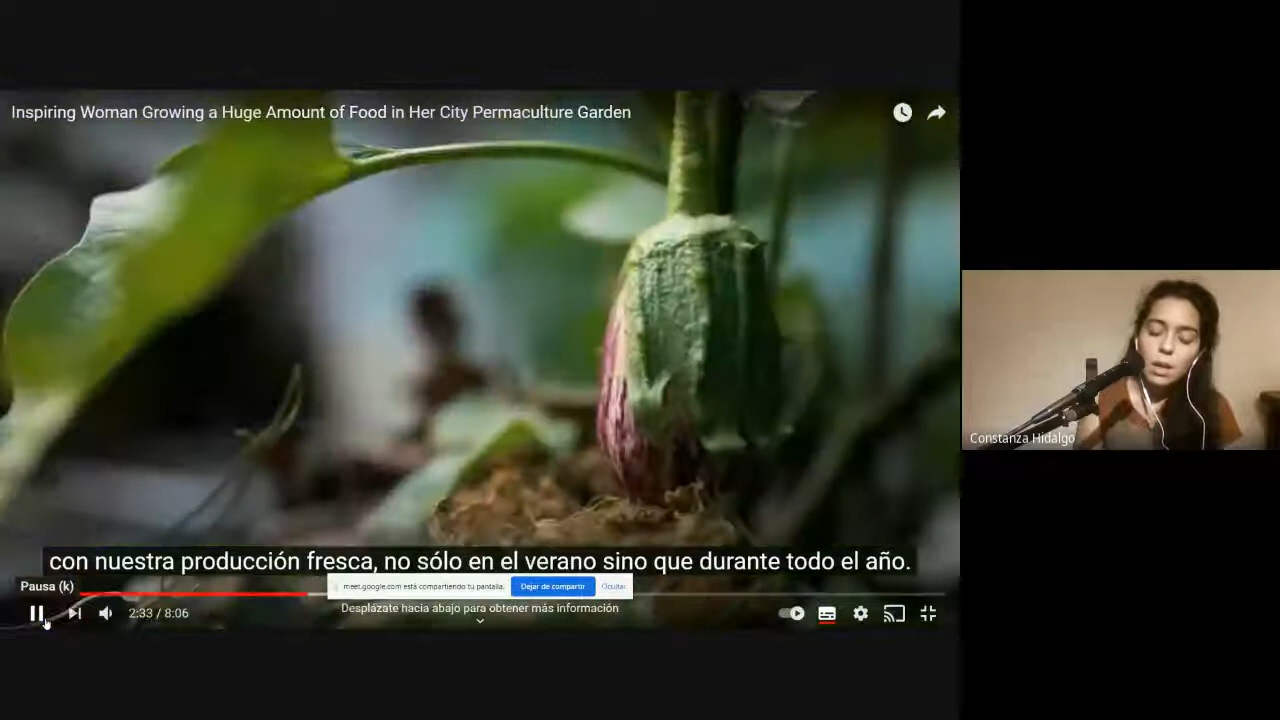 Inspiring Woman Growing a Huge Amount of Food in Her City Permaculture Garden
Constanza Hidalgo
con nuestra producción fresca, no sólo en el verano sino que durante todo el año.
Pausa (k)
meet.google.com está compartiendo tu pantalla.
Dejar de compartir
Ocultar
2:33 / 8:06
Desplázate hacia abajo para obtener más información